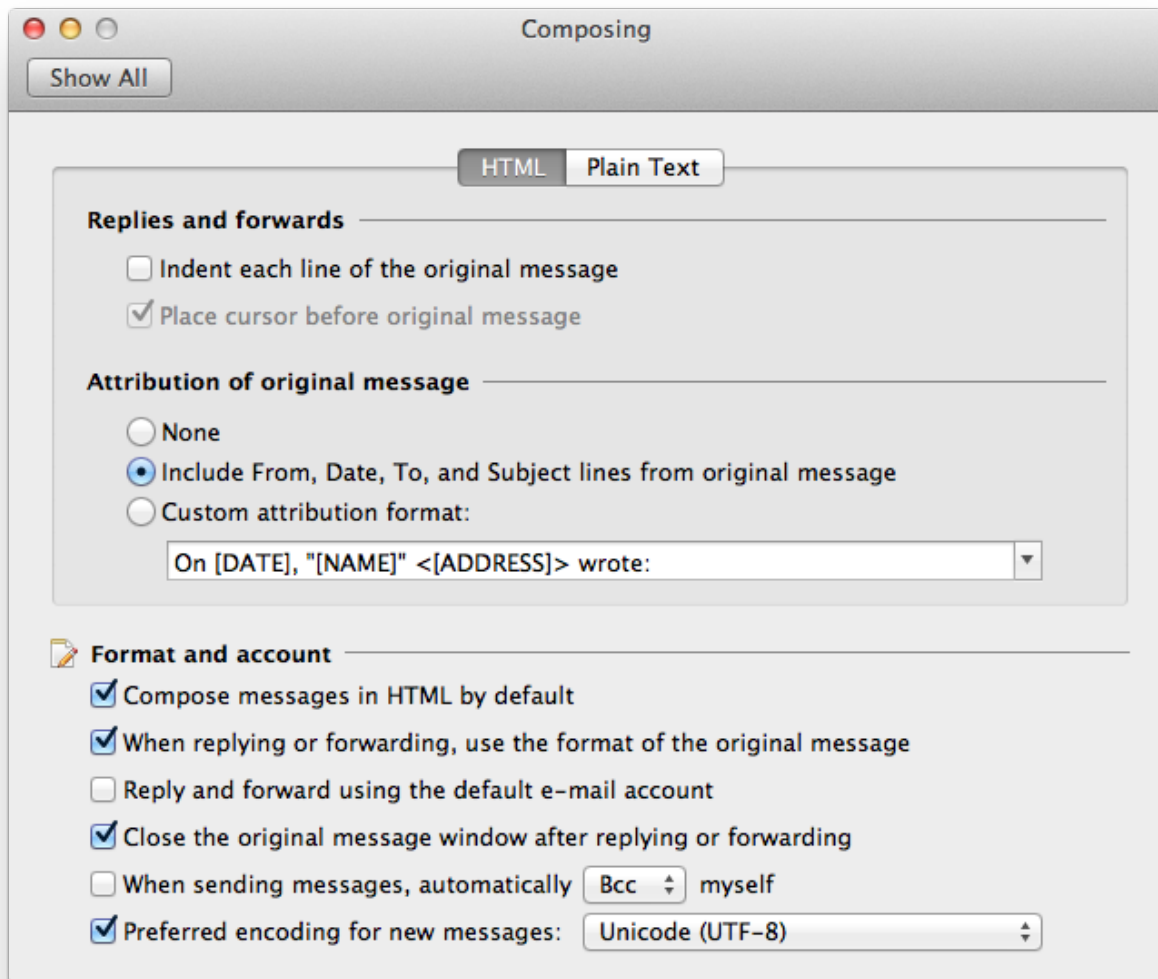 Composing
Show All
HTML Plain Text
Replies and forwards
Indent each line of the original message
Place cursor before original message
Attribution of original message
None
Include From, Date, To, and Subject lines from original message
Custom attribution format:
On [DATE], "[NAME]" <[ADDRESS]> wrote:
Format and account
Compose messages in HTML by default
When replying or forwarding, use the format of the original message
Reply and forward using the default e-mail account
Close the original message window after replying or forwarding
When sending messages, automatically Bcc myself
Preferred encoding for new messages: Unicode (UTF-8)